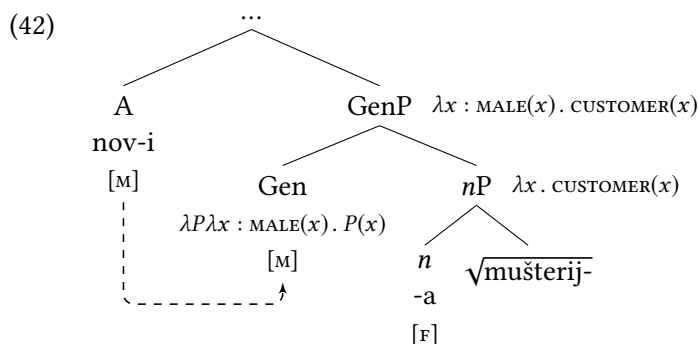 (42)
...
A GenP λx : MALE(x) . CUSTOMER(x)
nov-i
[M] Gen nP λx . CUSTOMER(x)
λPλx : MALE(x) . P(x)
[M] n √mušterij-
-a
[F]